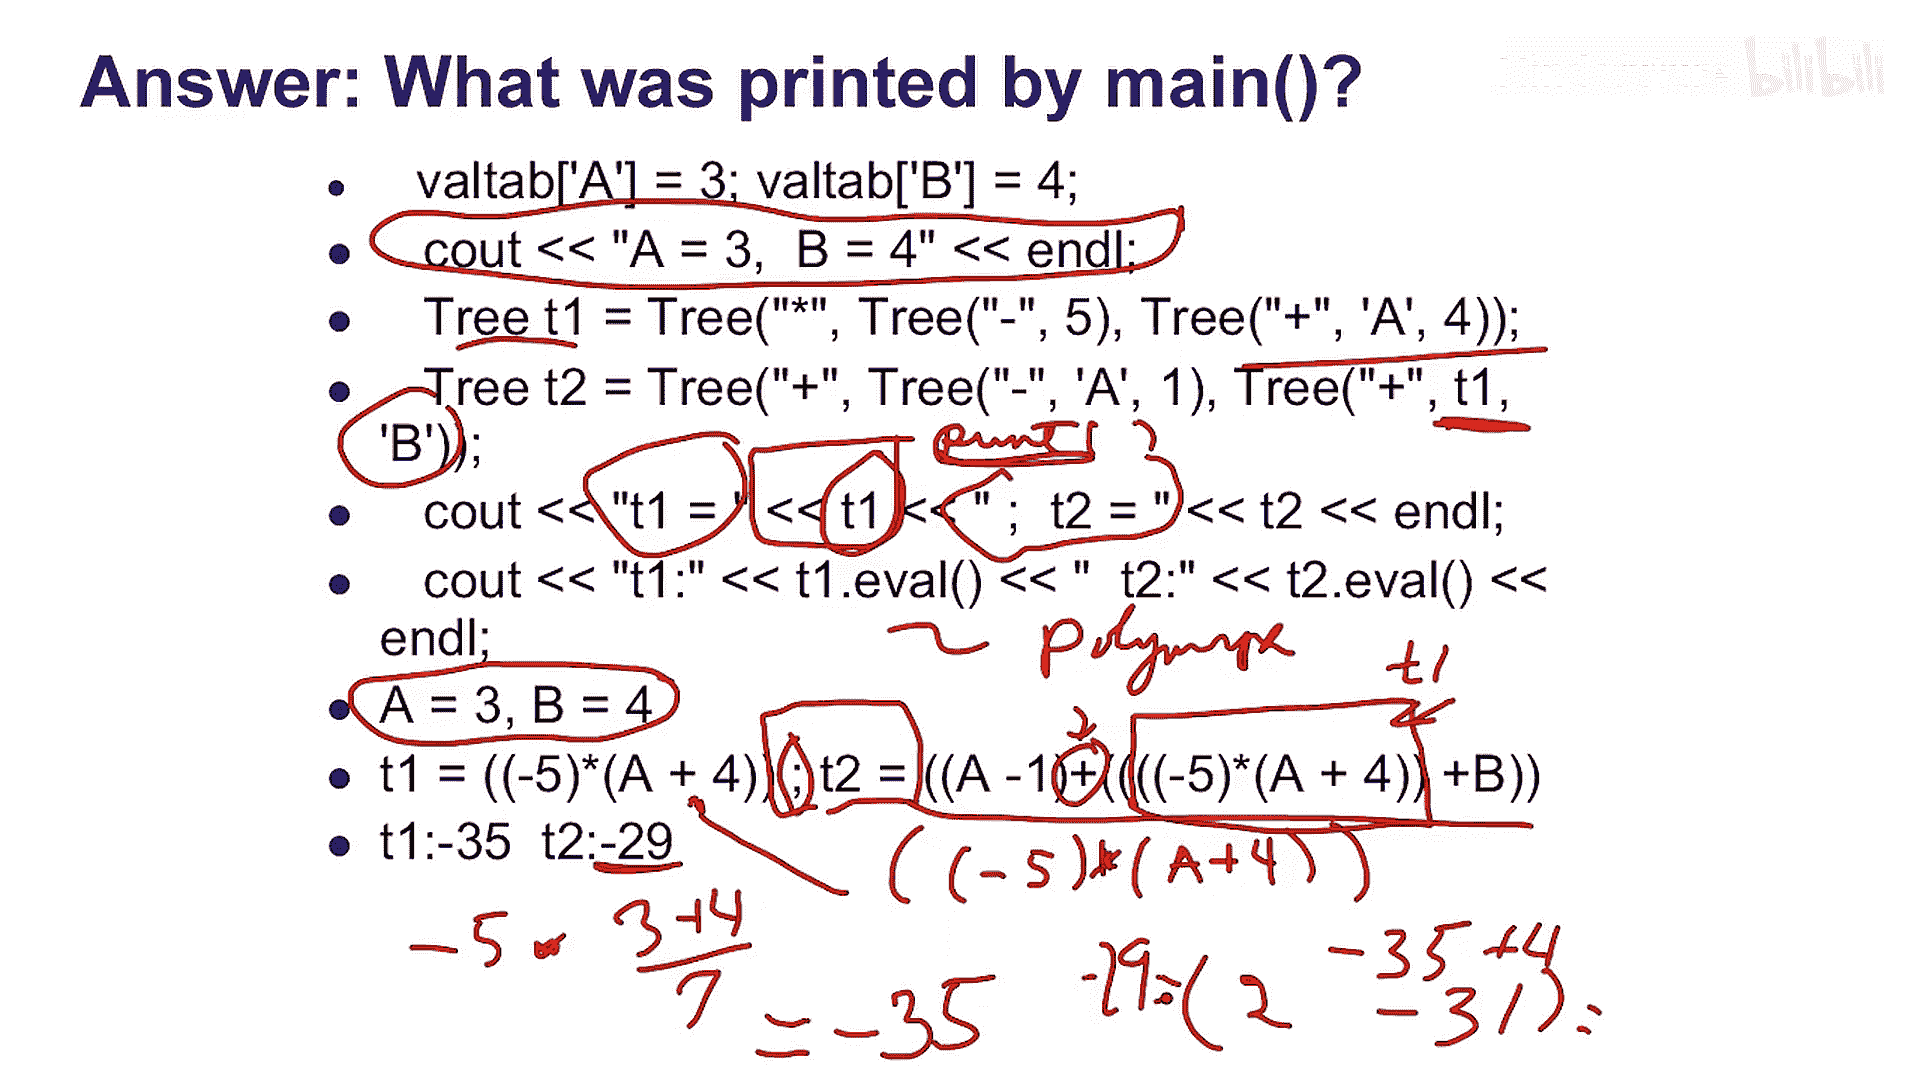 Answer: What was printed by main()?
bilibili
• valtab['A'] = 3; valtab['B'] = 4;
• cout << "A = 3, B = 4" << endl;
• Tree t1 = Tree("*", Tree("-", 5), Tree("+", 'A', 4));
• Tree t2 = Tree("+", Tree("-", 'A', 1), Tree("+", t1,
'B'));
print( )
• cout << "t1 = " << t1 << " ; t2 = " << t2 << endl;
• cout << "t1:" << t1.eval() << " t2:" << t2.eval() <<
endl;
t1
• A = 3, B = 4
2
• t1 = ((-5)*(A + 4)) ; t2 = ((A -1)+((((-5)*(A + 4)) +B))
• t1:-35 t2:-29
((-5)*(A+4))
-5 * 3+4
7
= -35
-35 +4
-29=(2 -31)=